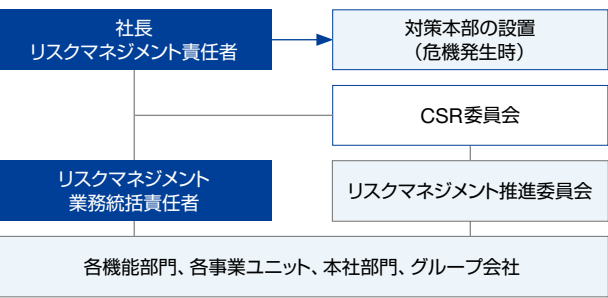 社長
リスクマネジメント責任者
対策本部の設置
（危機発生時）
CSR委員会
リスクマネジメント
業務統括責任者
リスクマネジメント推進委員会
各機能部門、各事業ユニット、本社部門、グループ会社